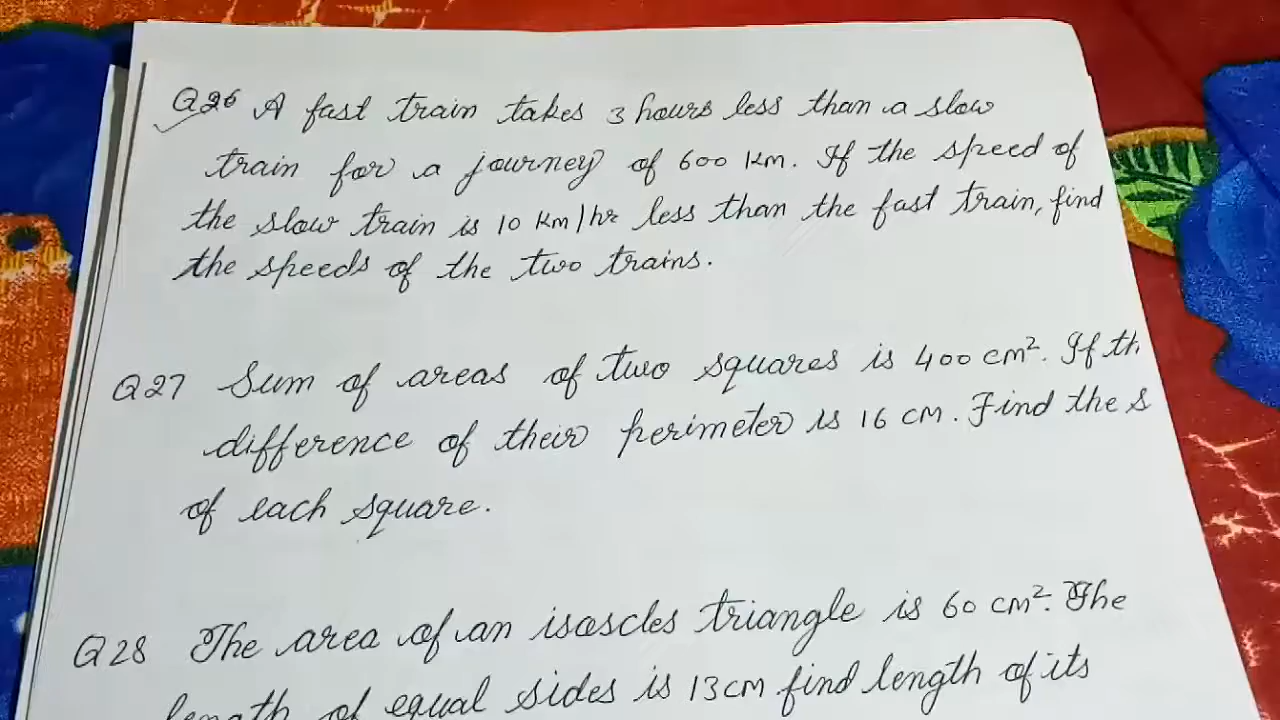 Q26 A fast train takes 3 hours less than a slow
train for a journey of 600 km. If the speed of
the slow train is 10 km/hr less than the fast train, find
the speeds of the two trains.
Q27 Sum of areas of two squares is 400 cm². If th
difference of their perimeter is 16 cm. Find the s
of each square.
Q28 The area of an isoscles triangle is 60 cm². The
length of equal sides is 13cm find length of its